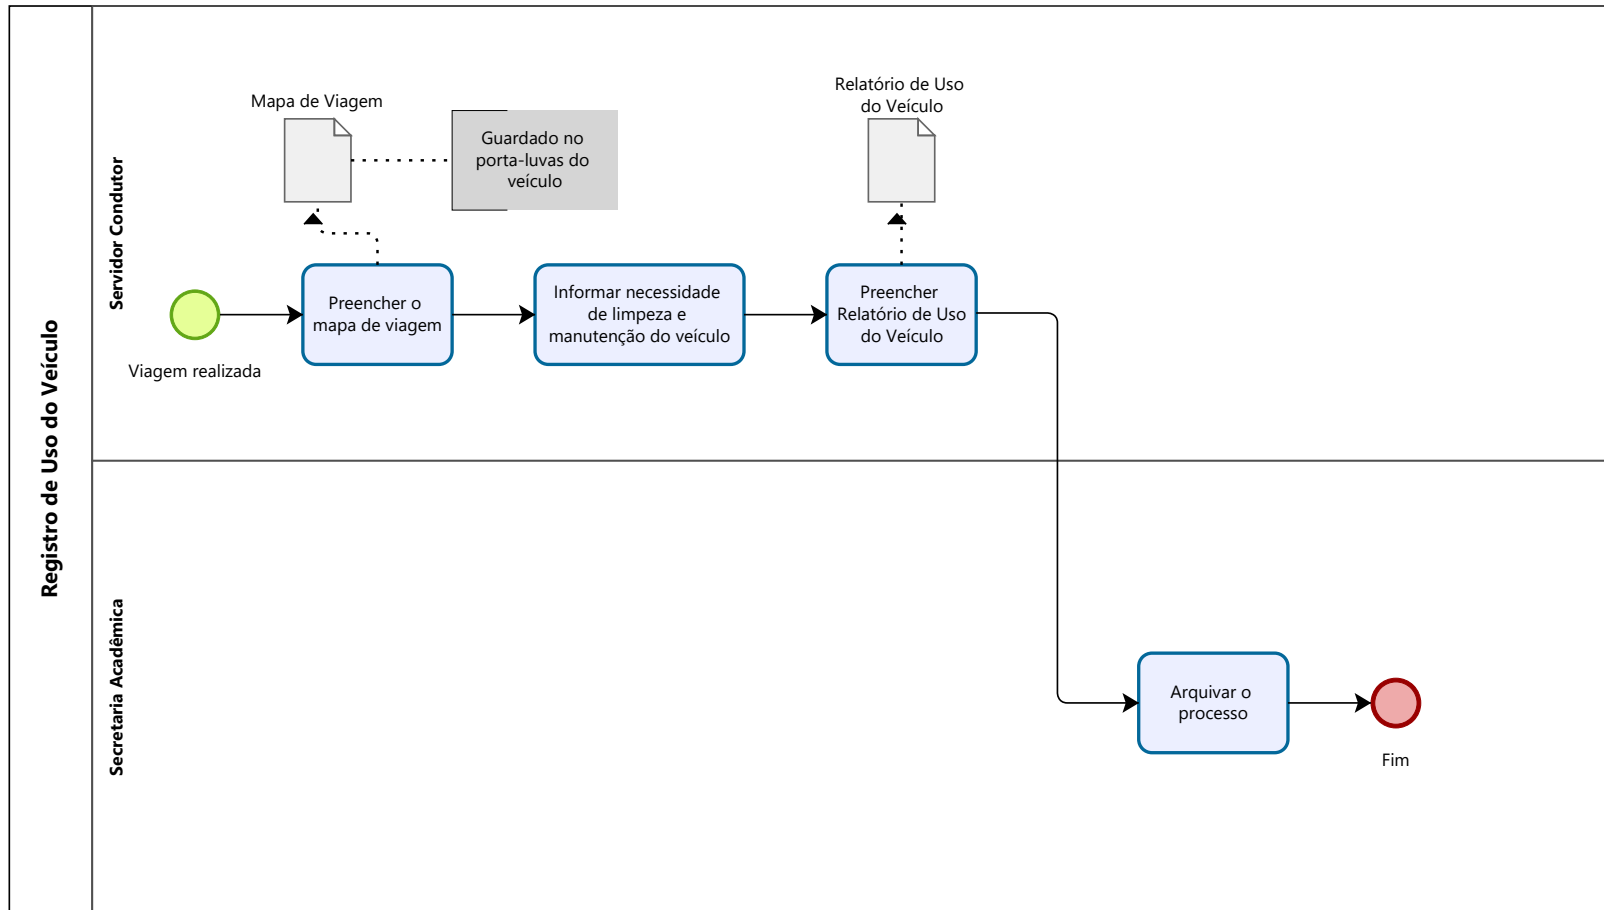 Registro de Uso do Veículo
Servidor Condutor
Mapa de Viagem
Guardado no
porta-luvas do
veículo
Relatório de Uso
do Veículo
Viagem realizada
Preencher o
mapa de viagem
Informar necessidade
de limpeza e
manutenção do veículo
Preencher
Relatório de Uso
do Veículo
Secretaria Acadêmica
Arquivar o
processo
Fim